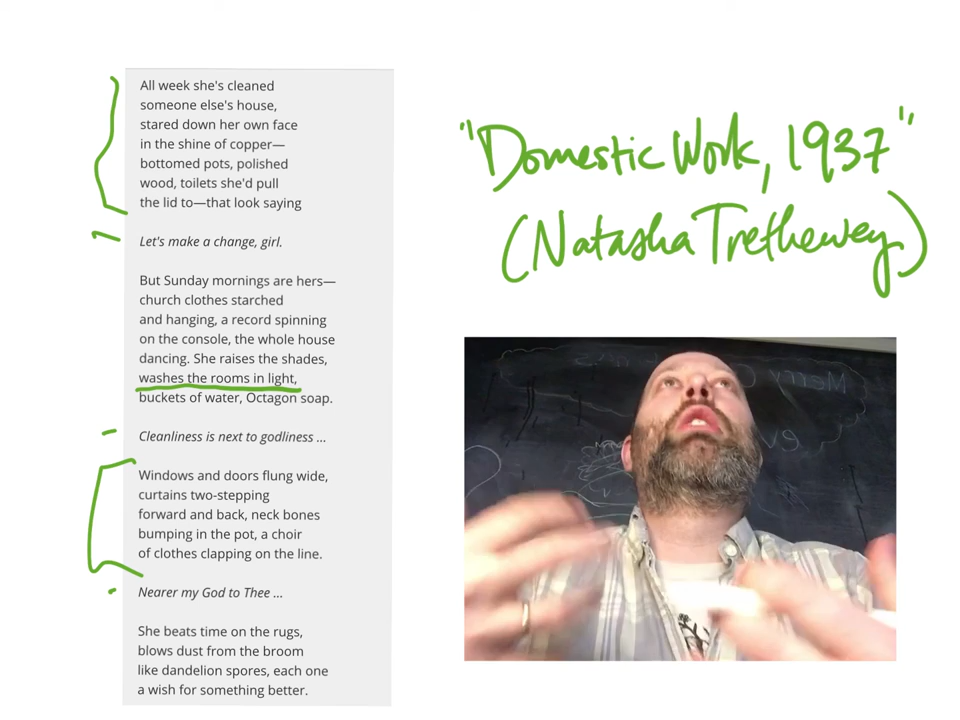 All week she's cleaned
someone else's house,
stared down her own face
in the shine of copper—
bottomed pots, polished
wood, toilets she'd pull
the lid to—that look saying
Let's make a change, girl.
But Sunday mornings are hers—
church clothes starched
and hanging, a record spinning
on the console, the whole house
dancing. She raises the shades,
washes the rooms in light,
buckets of water, Octagon soap.
Cleanliness is next to godliness ...
Windows and doors flung wide,
curtains two-stepping
forward and back, neck bones
bumping in the pot, a choir
of clothes clapping on the line.
Nearer my God to Thee ...
She beats time on the rugs,
blows dust from the broom
like dandelion spores, each one
a wish for something better.
"Domestic Work, 1937"
(Natasha Trethewey)
Merry